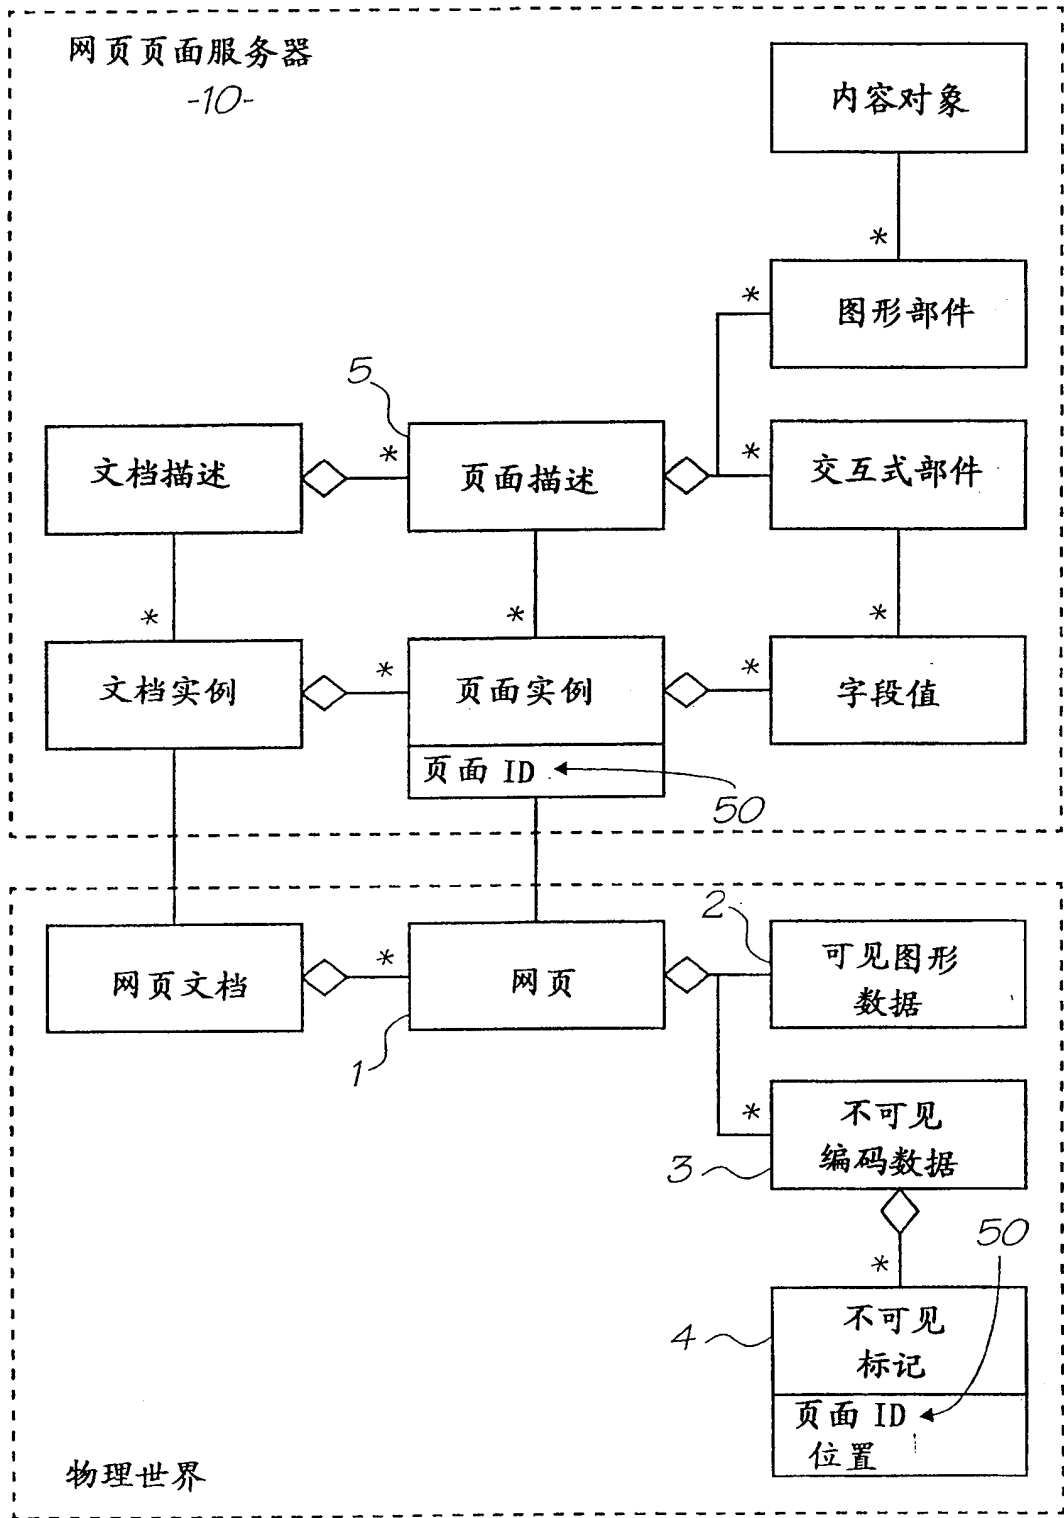 网页页面服务器
-10-
内容对象
*
图形部件
*
5
文档描述
*
页面描述
*
交互式部件
*
*
*
文档实例
*
页面实例
*
字段值
页面 ID
50
2
网页文档
*
网页
可见图形
数据
1
*
不可见
编码数据
3
50
*
4
不可见
标记
页面 ID
位置
物理世界